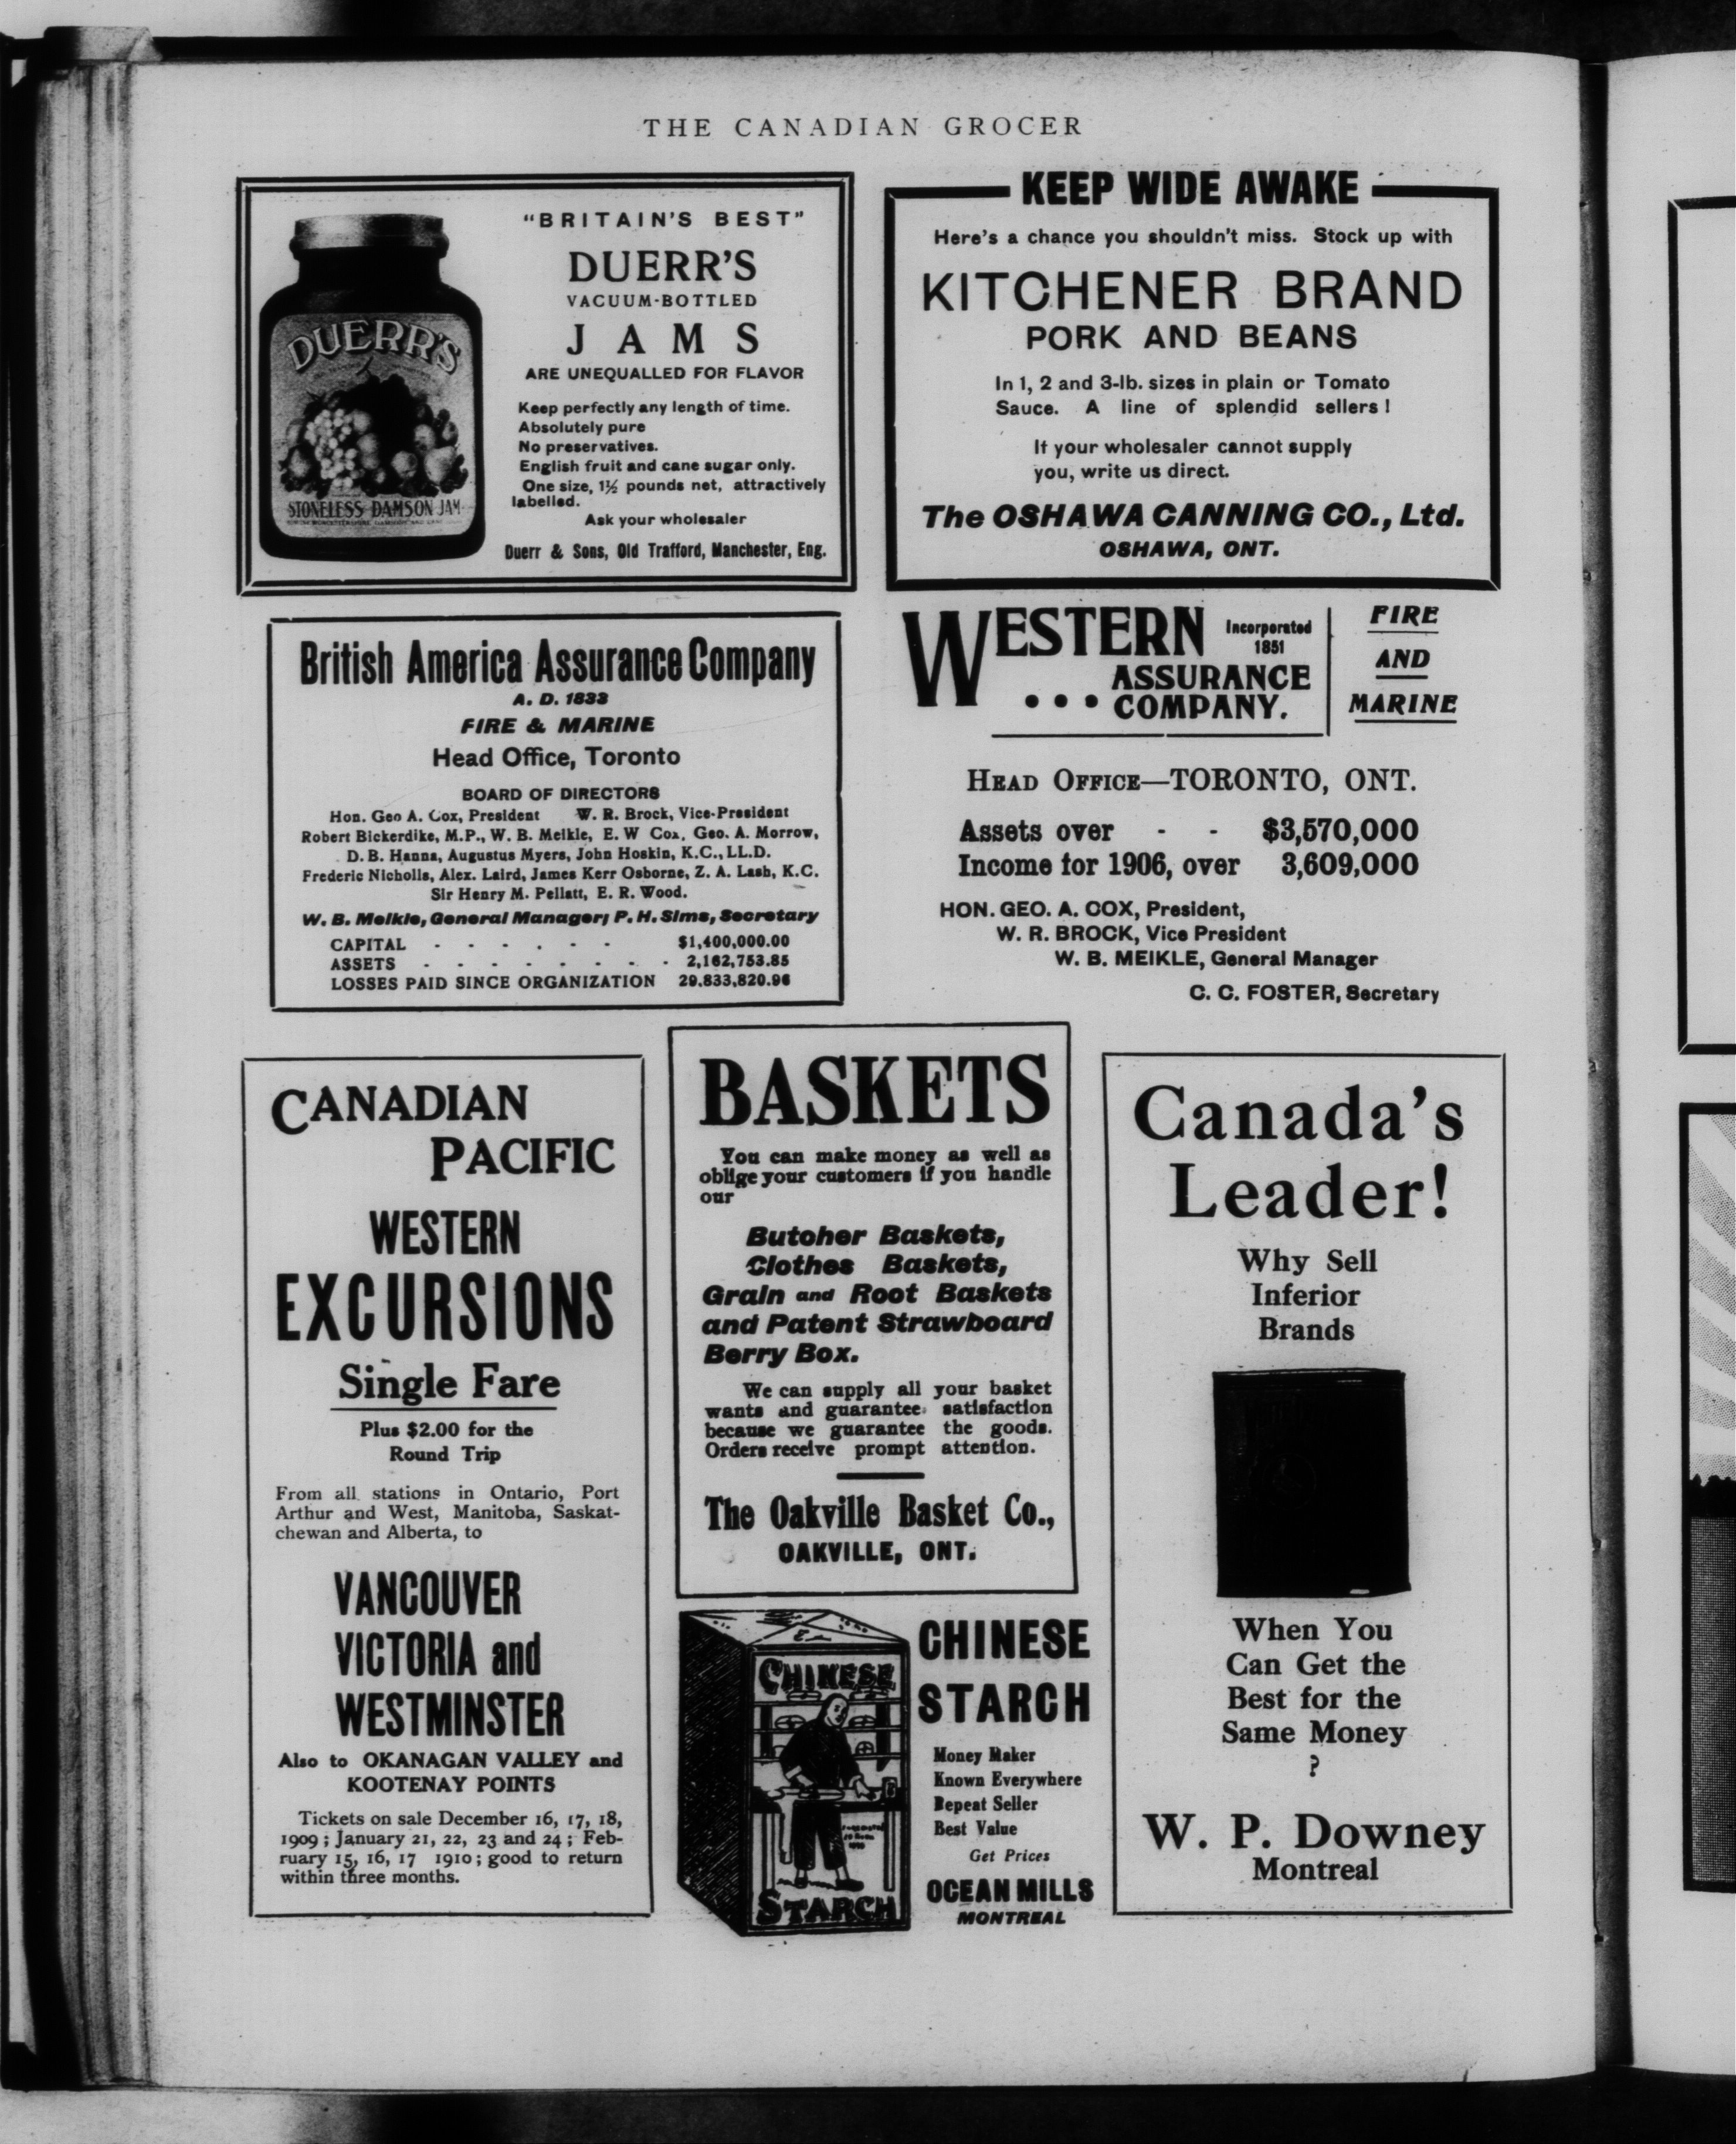 THE CANADIAN GROCER
DUERR'S
STONELESS DAMSON JAM
"BRITAIN'S BEST"
DUERR'S
VACUUM-BOTTLED
JAMS
ARE UNEQUALLED FOR FLAVOR
Keep perfectly any length of time.
Absolutely pure
No preservatives.
English fruit and cane sugar only.
One size, 1½ pounds net, attractively
labelled.
Ask your wholesaler
Duerr & Sons, Old Trafford, Manchester, Eng.
KEEP WIDE AWAKE
Here's a chance you shouldn't miss. Stock up with
KITCHENER BRAND
PORK AND BEANS
In 1, 2 and 3-lb. sizes in plain or Tomato
Sauce. A line of splendid sellers!
If your wholesaler cannot supply
you, write us direct.
The OSHAWA CANNING CO., Ltd.
OSHAWA, ONT.
British America Assurance Company
A. D. 1833
FIRE & MARINE
Head Office, Toronto
BOARD OF DIRECTORS
Hon. Geo A. Cox, President W. R. Brock, Vice-President
Robert Bickerdike, M.P., W. B. Meikle, E. W Cox, Geo. A. Morrow,
D. B. Hanna, Augustus Myers, John Hoskin, K.C., LL.D.
Frederic Nicholls, Alex. Laird, James Kerr Osborne, Z. A. Lash, K.C.
Sir Henry M. Pellatt, E. R. Wood.
W. B. Meikle, General Manager; P. H. Sims, Secretary
CAPITAL - - - - - - $1,400,000.00
ASSETS - - - - - - - - 2,162,753.85
LOSSES PAID SINCE ORGANIZATION 29,833,820.96
WESTERN Incorporated
1851
ASSURANCE
. . . COMPANY.
FIRE
AND
MARINE
HEAD OFFICE—TORONTO, ONT.
Assets over - - $3,570,000
Income for 1906, over 3,609,000
HON. GEO. A. COX, President,
W. R. BROCK, Vice President
W. B. MEIKLE, General Manager
C. C. FOSTER, Secretary
CANADIAN
PACIFIC
WESTERN
EXCURSIONS
Single Fare
Plus $2.00 for the
Round Trip
From all stations in Ontario, Port
Arthur and West, Manitoba, Saskat-
chewan and Alberta, to
VANCOUVER
VICTORIA and
WESTMINSTER
Also to OKANAGAN VALLEY and
KOOTENAY POINTS
Tickets on sale December 16, 17, 18,
1909; January 21, 22, 23 and 24; Feb-
ruary 15, 16, 17 1910; good to return
within three months.
BASKETS
You can make money as well as
oblige your customers if you handle
our
Butcher Baskets,
Clothes Baskets,
Grain and Root Baskets
and Patent Strawboard
Berry Box.
We can supply all your basket
wants and guarantee satisfaction
because we guarantee the goods.
Orders receive prompt attention.
The Oakville Basket Co.,
OAKVILLE, ONT.
CHINESE
STARCH
CHINESE
STARCH
Money Maker
Known Everywhere
Repeat Seller
Best Value
Get Prices
OCEAN MILLS
MONTREAL
Canada's
Leader!
Why Sell
Inferior
Brands
When You
Can Get the
Best for the
Same Money
?
W. P. Downey
Montreal